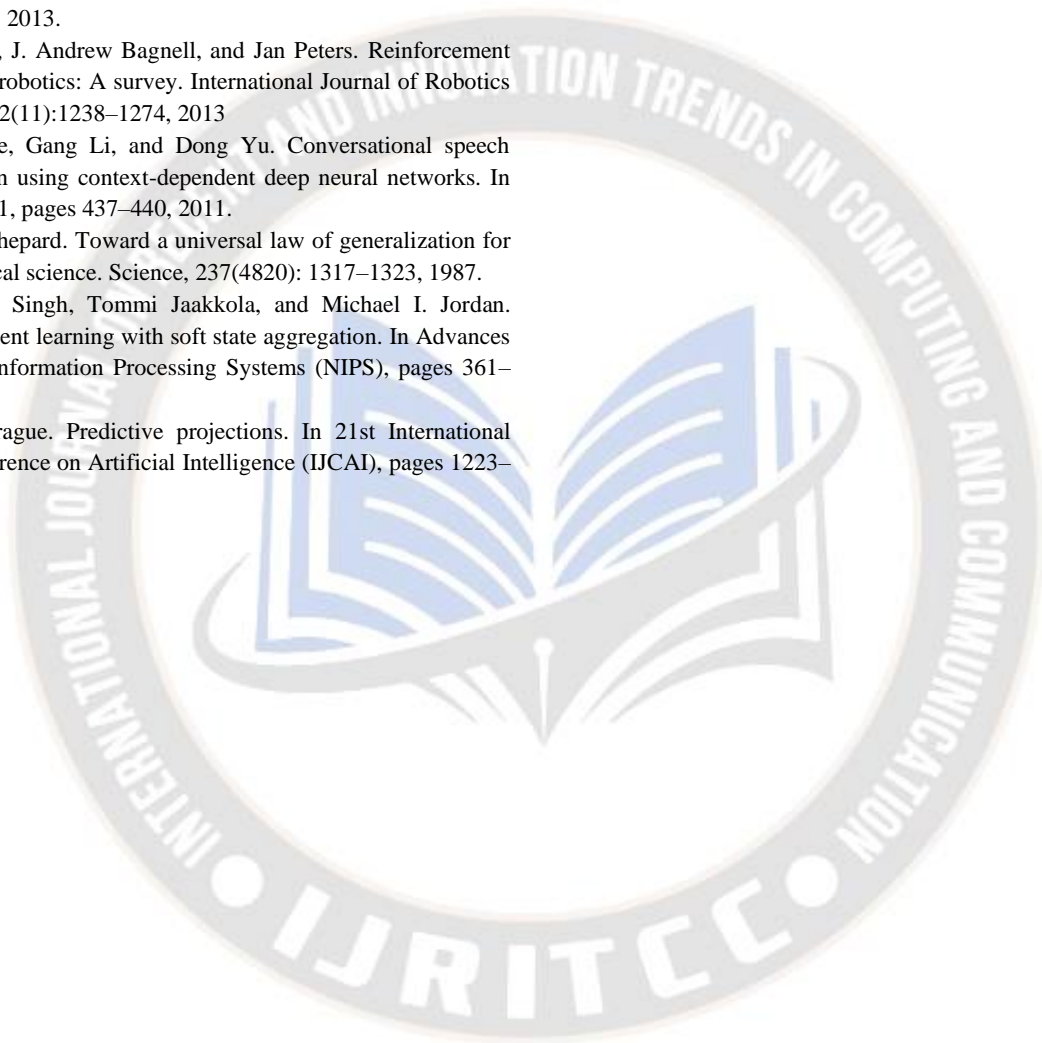 2013.
, J. Andrew Bagnell, and Jan Peters. Reinforcement
robotics: A survey. International Journal of Robotics
2(11):1238–1274, 2013
e, Gang Li, and Dong Yu. Conversational speech
n using context-dependent deep neural networks. In
1, pages 437–440, 2011.
hepard. Toward a universal law of generalization for
cal science. Science, 237(4820): 1317–1323, 1987.
Singh, Tommi Jaakkola, and Michael I. Jordan.
ent learning with soft state aggregation. In Advances
nformation Processing Systems (NIPS), pages 361–
rague. Predictive projections. In 21st International
rence on Artificial Intelligence (IJCAI), pages 1223–
INTERNATIONAL JOURNAL ON RECENT AND INNOVATION TRENDS IN COMPUTING AND COMMUNICATION
IJRITCC